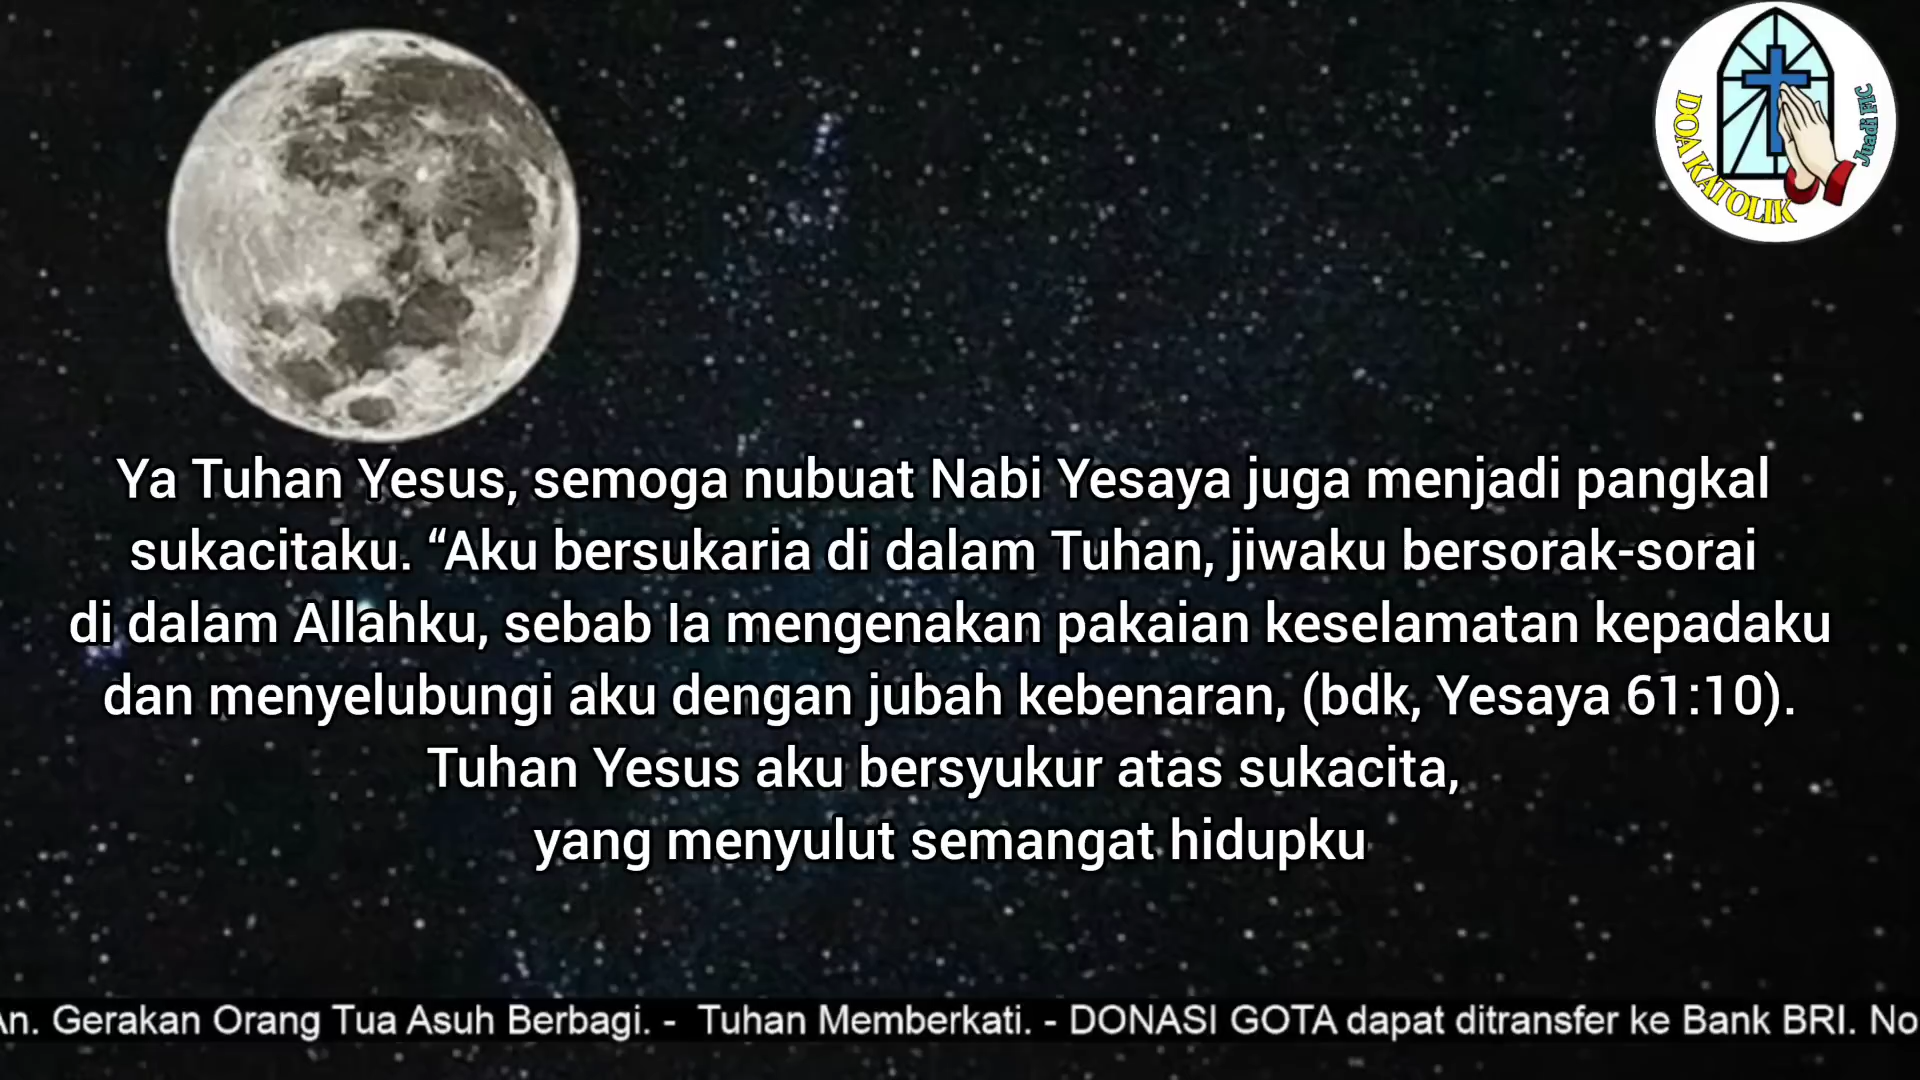 DOA KATOLIK
Juadi FIC
Ya Tuhan Yesus, semoga nubuat Nabi Yesaya juga menjadi pangkal
sukacitaku. “Aku bersukaria di dalam Tuhan, jiwaku bersorak-sorai
di dalam Allahku, sebab Ia mengenakan pakaian keselamatan kepadaku
dan menyelubungi aku dengan jubah kebenaran, (bdk, Yesaya 61:10).
Tuhan Yesus aku bersyukur atas sukacita,
yang menyulut semangat hidupku
An. Gerakan Orang Tua Asuh Berbagi. - Tuhan Memberkati. - DONASI GOTA dapat ditransfer ke Bank BRI. No